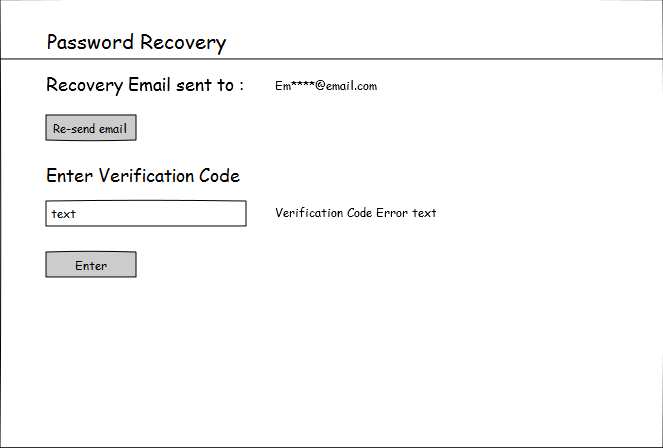 Password Recovery
Recovery Email sent to : Em****@email.com
Re-send email
Enter Verification Code
text Verification Code Error text
Enter